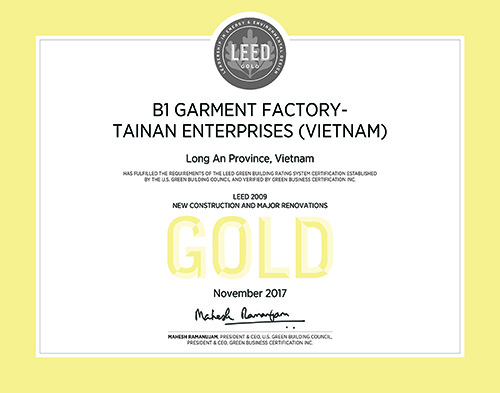 LEADERSHIP IN ENERGY & ENVIRONMENTAL DESIGN
LEED
GOLD
B1 GARMENT FACTORY-
TAINAN ENTERPRISES (VIETNAM)
Long An Province, Vietnam
HAS FULFILLED THE REQUIREMENTS OF THE LEED GREEN BUILDING RATING SYSTEM CERTIFICATION ESTABLISHED
BY THE U.S. GREEN BUILDING COUNCIL AND VERIFIED BY GREEN BUSINESS CERTIFICATION INC.
LEED 2009
NEW CONSTRUCTION AND MAJOR RENOVATIONS
GOLD
November 2017
Mahesh Ramanujam
MAHESH RAMANUJAM, PRESIDENT & CEO, U.S. GREEN BUILDING COUNCIL,
PRESIDENT & CEO, GREEN BUSINESS CERTIFICATION INC.